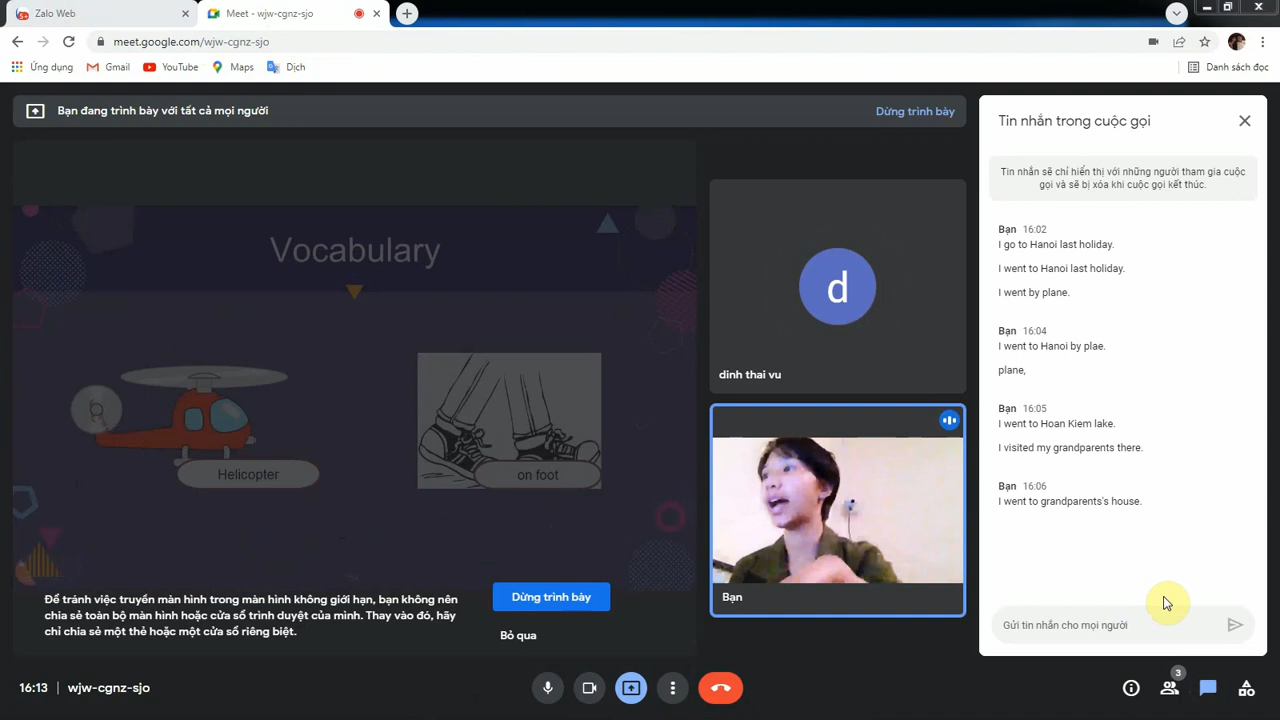 Zalo Web
Meet - wjw-cgnz-sjo
meet.google.com/wjw-cgnz-sjo
Ứng dụng
Gmail
YouTube
Maps
Dịch
Danh sách đọc
Bạn đang trình bày với tất cả mọi người
Dừng trình bày
Vocabulary
Helicopter
on foot
Để tránh việc truyền màn hình trong màn hình không giới hạn, bạn không nên
chia sẻ toàn bộ màn hình hoặc cửa sổ trình duyệt của mình. Thay vào đó, hãy
chỉ chia sẻ một thẻ hoặc một cửa sổ riêng biệt.
Dừng trình bày
Bỏ qua
d
dinh thai vu
Bạn
Tin nhắn trong cuộc gọi
Tin nhắn sẽ chỉ hiển thị với những người tham gia cuộc
gọi và sẽ bị xóa khi cuộc gọi kết thúc.
Bạn 16:02
I go to Hanoi last holiday.
I went to Hanoi last holiday.
I went by plane.
Bạn 16:04
I went to Hanoi by plae.
plane,
Bạn 16:05
I went to Hoan Kiem lake.
I visited my grandparents there.
Bạn 16:06
I went to grandparents's house.
Gửi tin nhắn cho mọi người
16:13 | wjw-cgnz-sjo
3